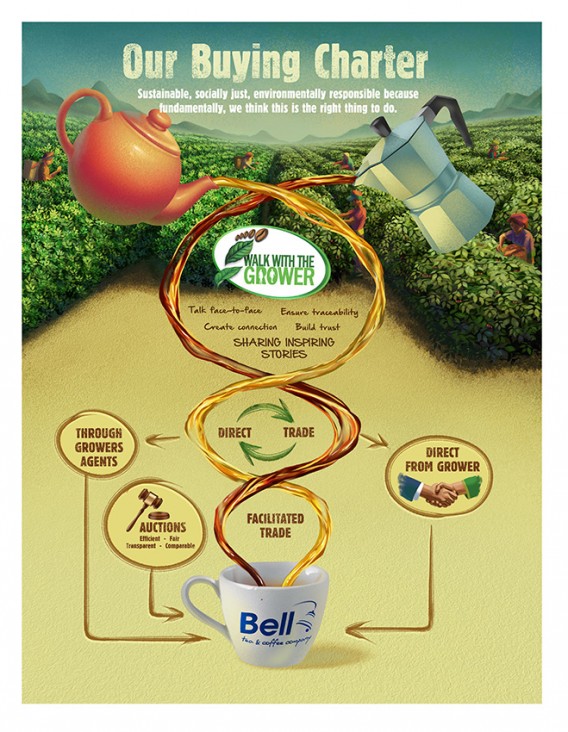 Our Buying Charter
Sustainable, socially just, environmentally responsible because
fundamentally, we think this is the right thing to do.
WALK WITH THE
GROWER
Talk face-to-face
Ensure traceability
Create connection
Build trust
SHARING INSPIRING
STORIES
DIRECT
TRADE
THROUGH
GROWERS
AGENTS
DIRECT
FROM GROWER
AUCTIONS
Efficient - Fair
Transparent - Comparable
FACILITATED
TRADE
Bell
tea & coffee company